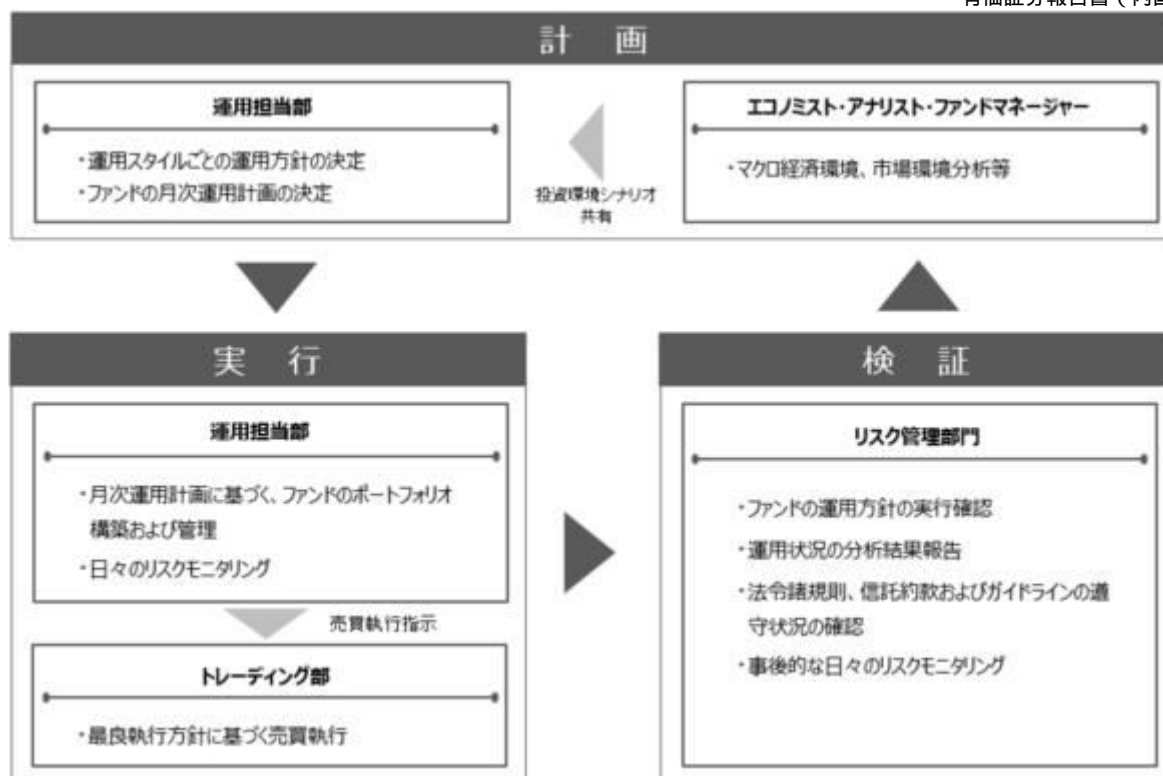 計 画
運用担当部
・運用スタイルごとの運用方針の決定
・ファンドの月次運用計画の決定
投資環境シナリオ
共有
エコノミスト・アナリスト・ファンドマネージャー
・マクロ経済環境、市場環境分析等
実 行
運用担当部
・月次運用計画に基づく、ファンドのポートフォリオ
構築および管理
・日々のリスクモニタリング
売買執行指示
トレーディング部
・最良執行方針に基づく売買執行
検 証
リスク管理部門
・ファンドの運用方針の実行確認
・運用状況の分析結果報告
・法令諸規則、信託約款およびガイドラインの遵
守状況の確認
・事後的な日々のリスクモニタリング